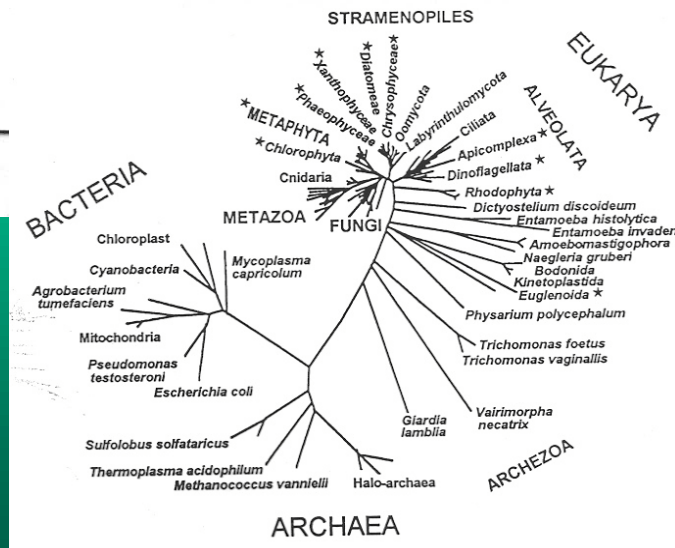 STRAMENOPILES
EUKARYA
★Xanthophyceae
★Diatomeae
Chrysophyceae★
★Phaeophyceae
Oomycota
Labyrinthulomycota
Ciliata
ALVEOLATA
★METAPHYTA
★Chlorophyta
Apicomplexa★
Dinoflagellata★
Cnidaria
Rhodophyta★
METAZOA
FUNGI
Dictyostelium discoideum
Entamoeba histolytica
Entamoeba invaden
Amoebomastigophora
Naegleria gruberi
Bodonida
Kinetoplastida
Euglenoida★
Physarium polycephalum
Trichomonas foetus
Trichomonas vaginallis
BACTERIA
Chloroplast
Cyanobacteria
Mycoplasma
capricolum
Agrobacterium
tumefaciens
Mitochondria
Pseudomonas
testosteroni
Escherichia coli
Giardia
lamblia
Vairimorpha
necatrix
ARCHEZOA
Sulfolobus solfataricus
Thermoplasma acidophilum
Methanococcus vannielii
Halo-archaea
ARCHAEA